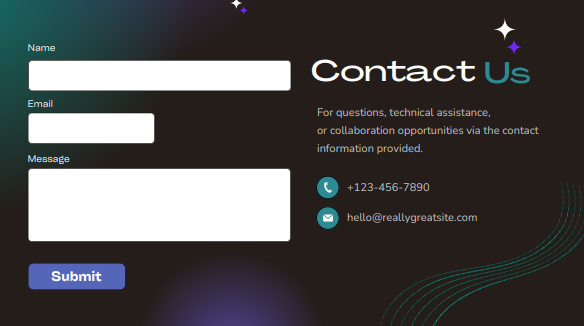 Name
Email
Message
Submit
Contact Us
For questions, technical assistance,
or collaboration opportunities via the contact
information provided.
+123-456-7890
hello@reallygreatsite.com